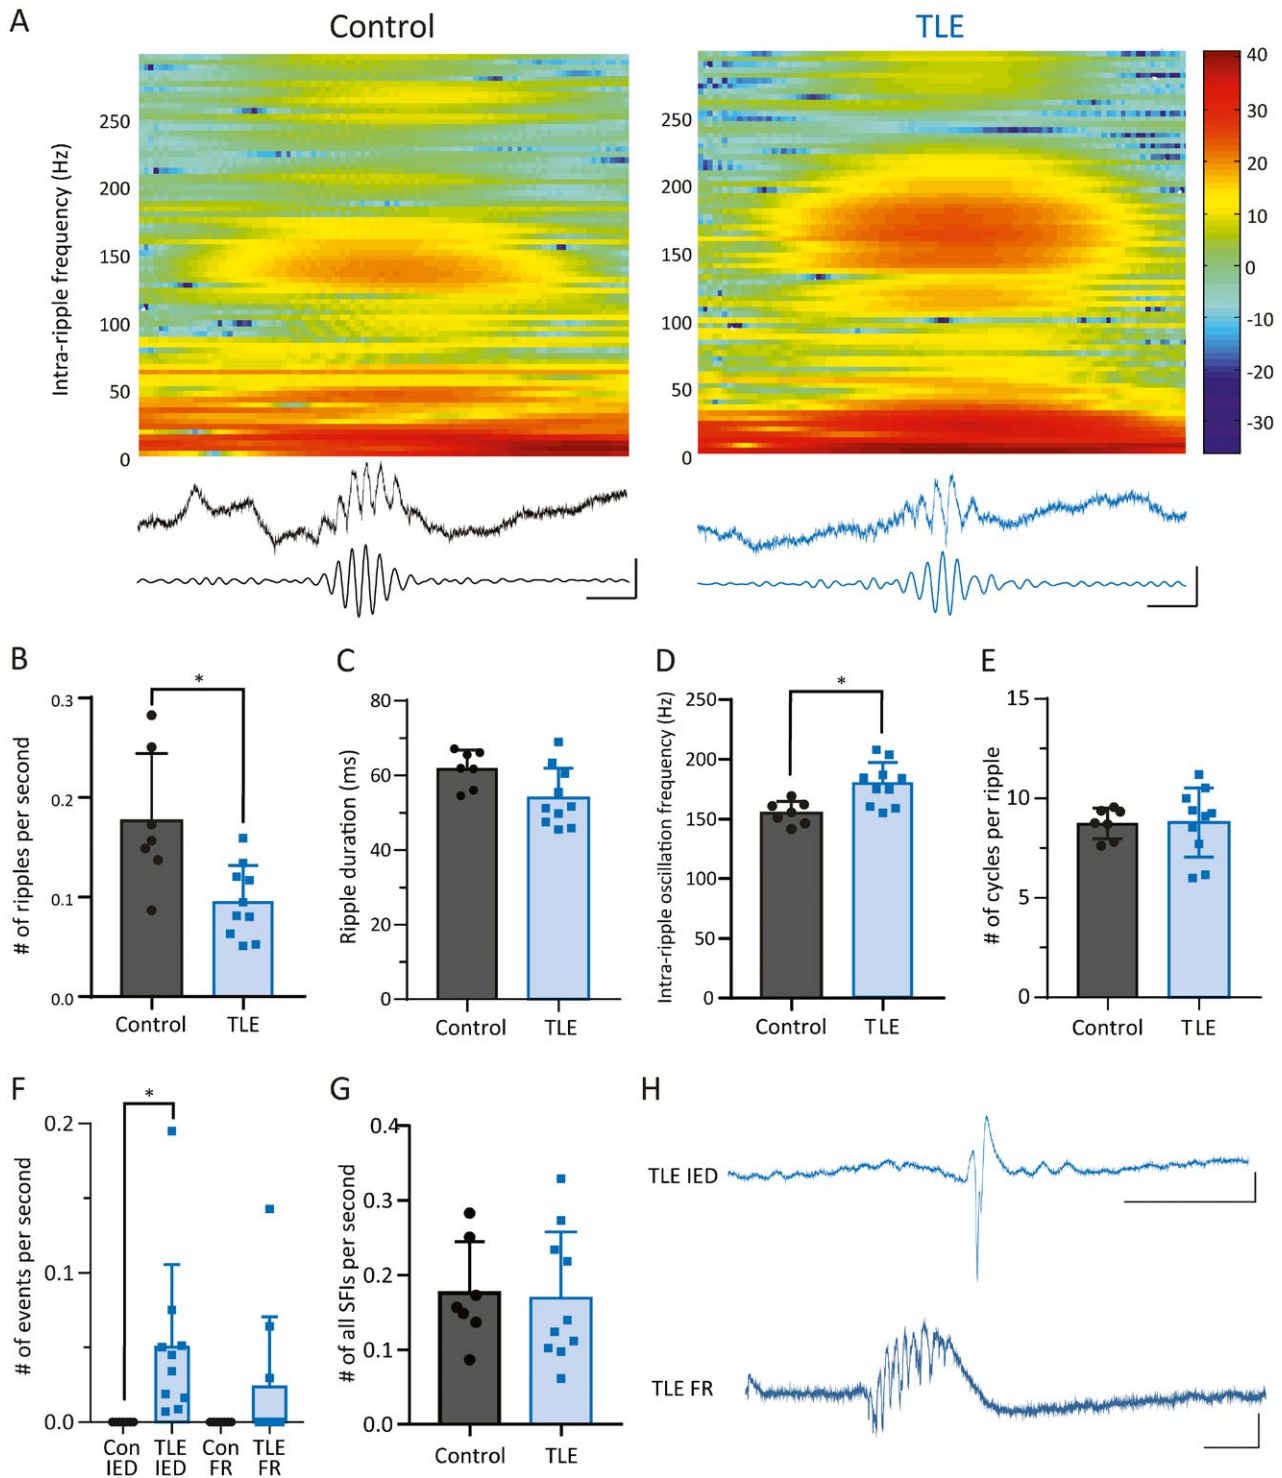 A
Control
TLE
Intra-ripple frequency (Hz)
250
200
150
100
50
0
250
200
150
100
50
0
40
30
20
10
0
-10
-20
-30
B
# of ripples per second
0.3
0.2
0.1
0.0
*
Control
TLE
C
Ripple duration (ms)
80
60
40
20
0
Control
TLE
D
Intra-ripple oscillation frequency (Hz)
250
200
150
100
50
0
*
Control
TLE
E
# of cycles per ripple
15
10
5
0
Control
TLE
F
# of events per second
0.2
0.1
0.0
*
Con
IED
TLE
IED
Con
FR
TLE
FR
G
# of all SFIs per second
0.4
0.3
0.2
0.1
0.0
Control
TLE
H
TLE IED
TLE FR